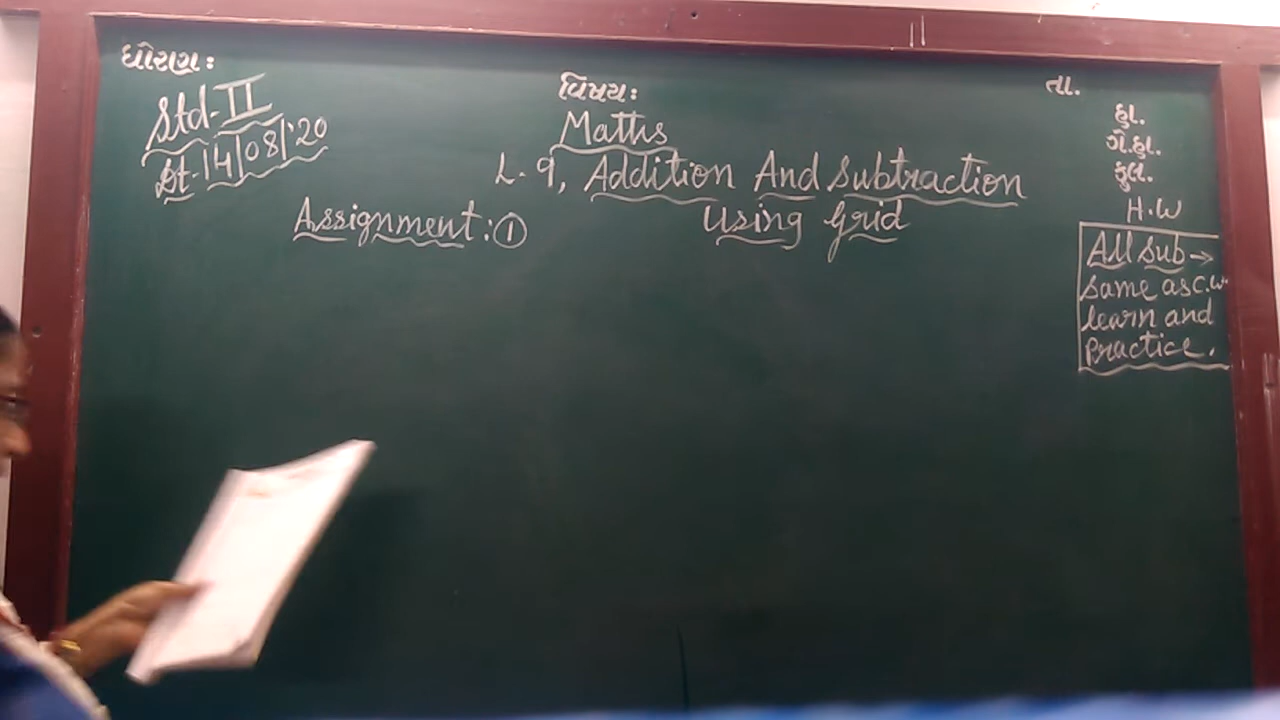 ધોરણ:
Std-II
Dt-14/08/'20
વિષય:
Maths
L-9, Addition And Subtraction
Using Grid
Assignment:①
તા.
હા.
ગે.હા.
કુલ.
H.W
All Sub→
Same as C.W.
learn and
Practice.